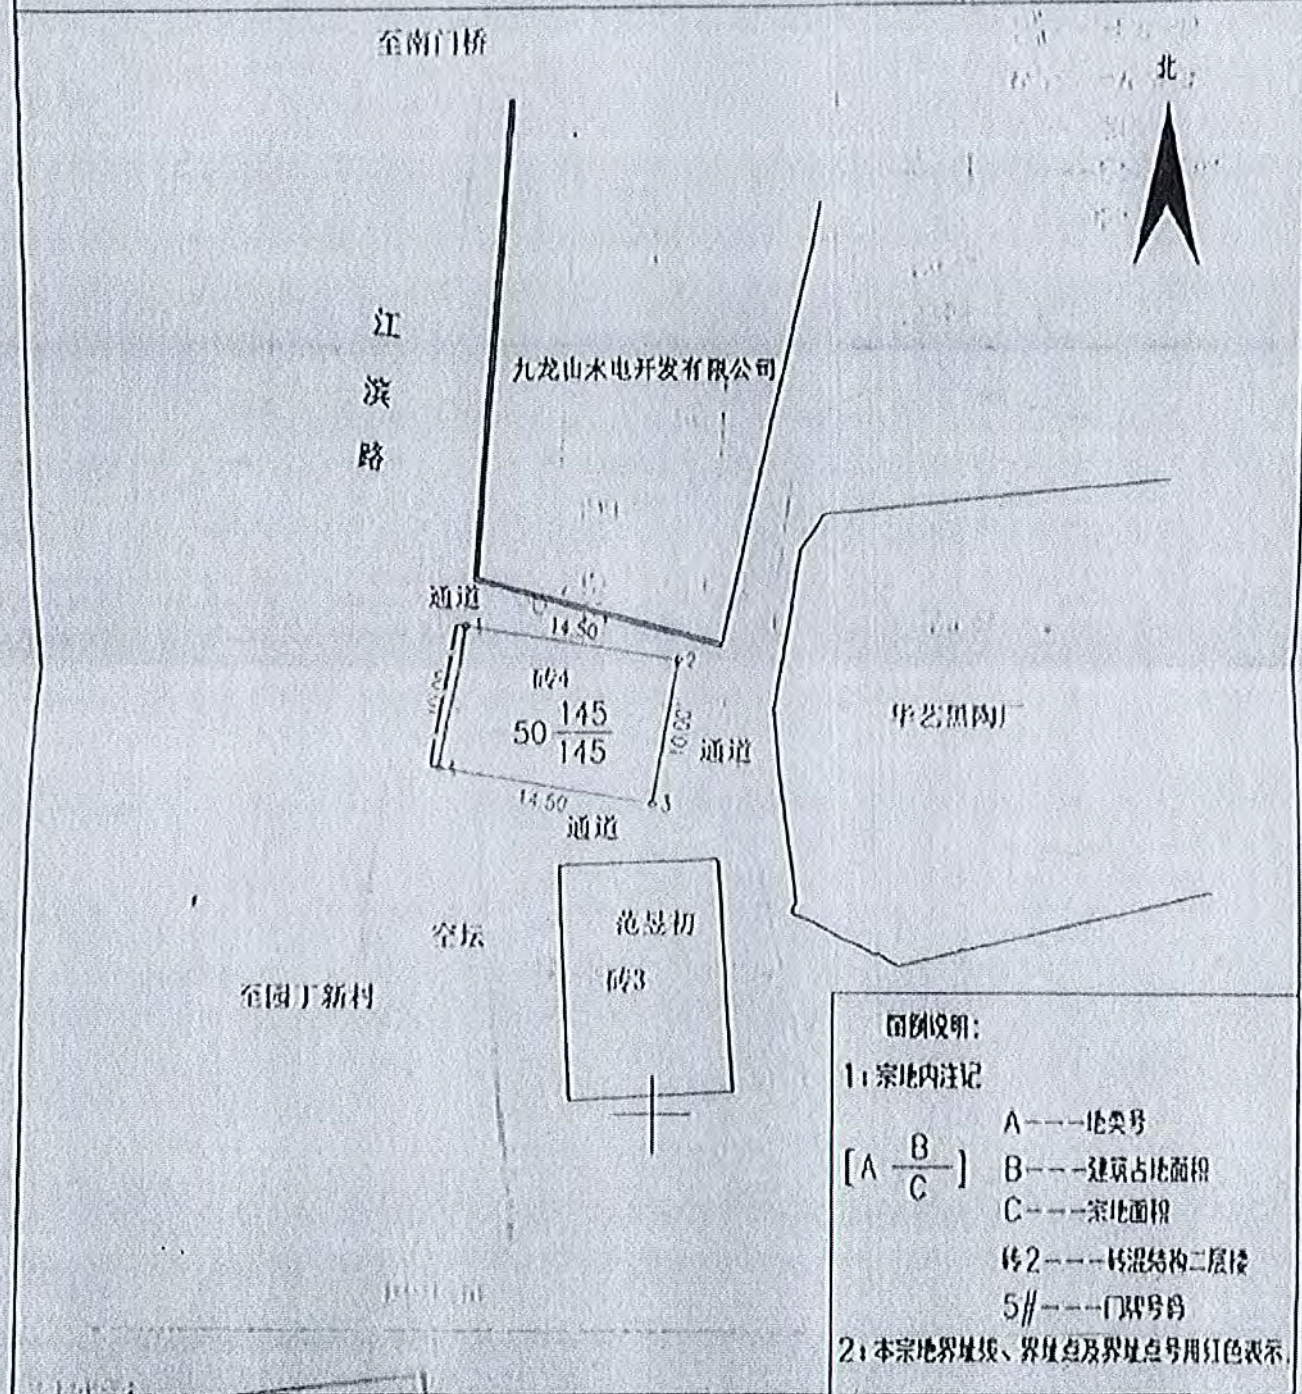 至南门桥
北
江
滨
路
九龙山水电开发有限公司
通道
1
14.50
2
砖4
50 145/145
10.00
通道
华艺黑陶厂
4
14.50
3
通道
空坛
范昱初
砖3
至园丁新村
图例说明:
1:宗地内注记
[A B/C]
A---地类号
B---建筑占地面积
C---宗地面积
砖2---砖混结构二层楼
5#---门牌号码
2:本宗地界址线、界址点及界址点号用红色表示.